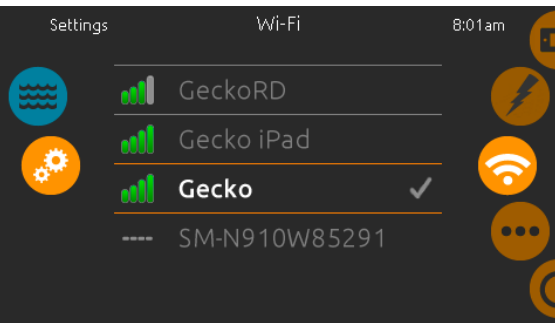 Settings
Wi-Fi
8:01am
GeckoRD
Gecko iPad
Gecko
---- SM-N910W85291